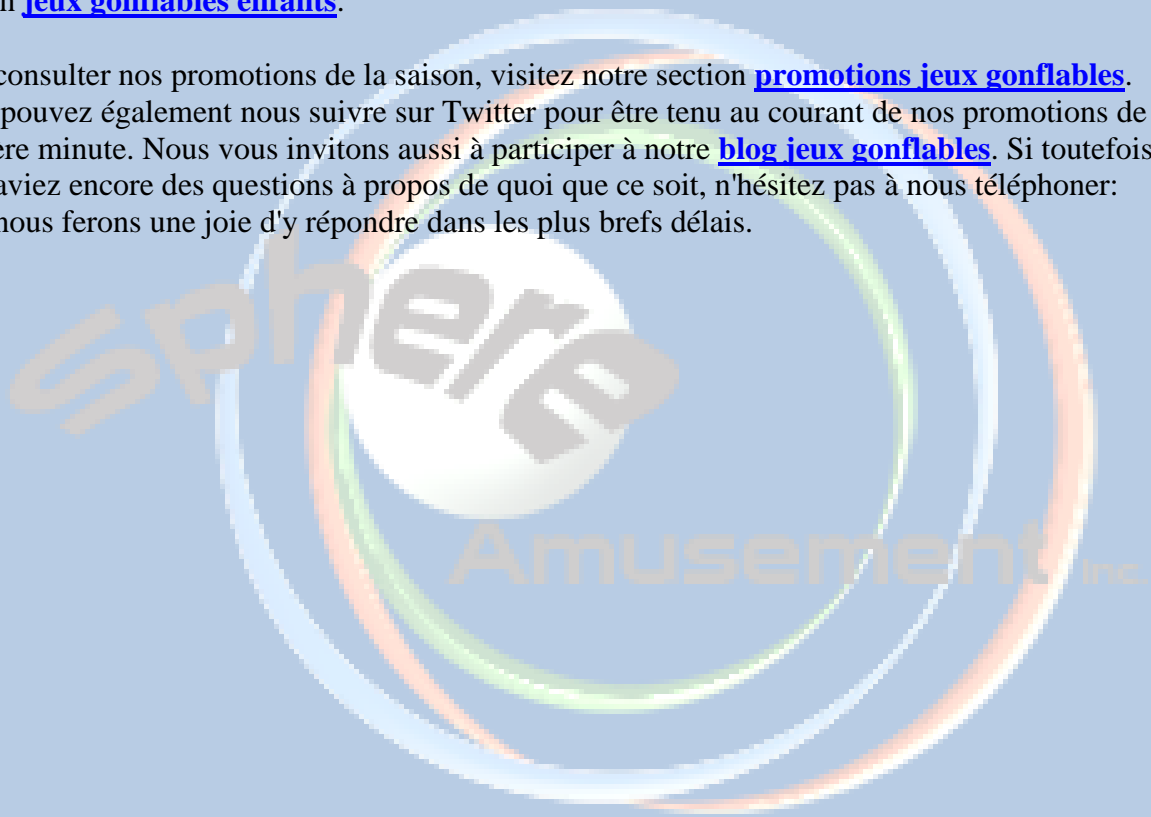 n jeux gonflables enfants.
consulter nos promotions de la saison, visitez notre section promotions jeux gonflables.
pouvez également nous suivre sur Twitter pour être tenu au courant de nos promotions de
ère minute. Nous vous invitons aussi à participer à notre blog jeux gonflables. Si toutefois
aviez encore des questions à propos de quoi que ce soit, n'hésitez pas à nous téléphoner:
nous ferons une joie d'y répondre dans les plus brefs délais.
Sphere
Amusement Inc.